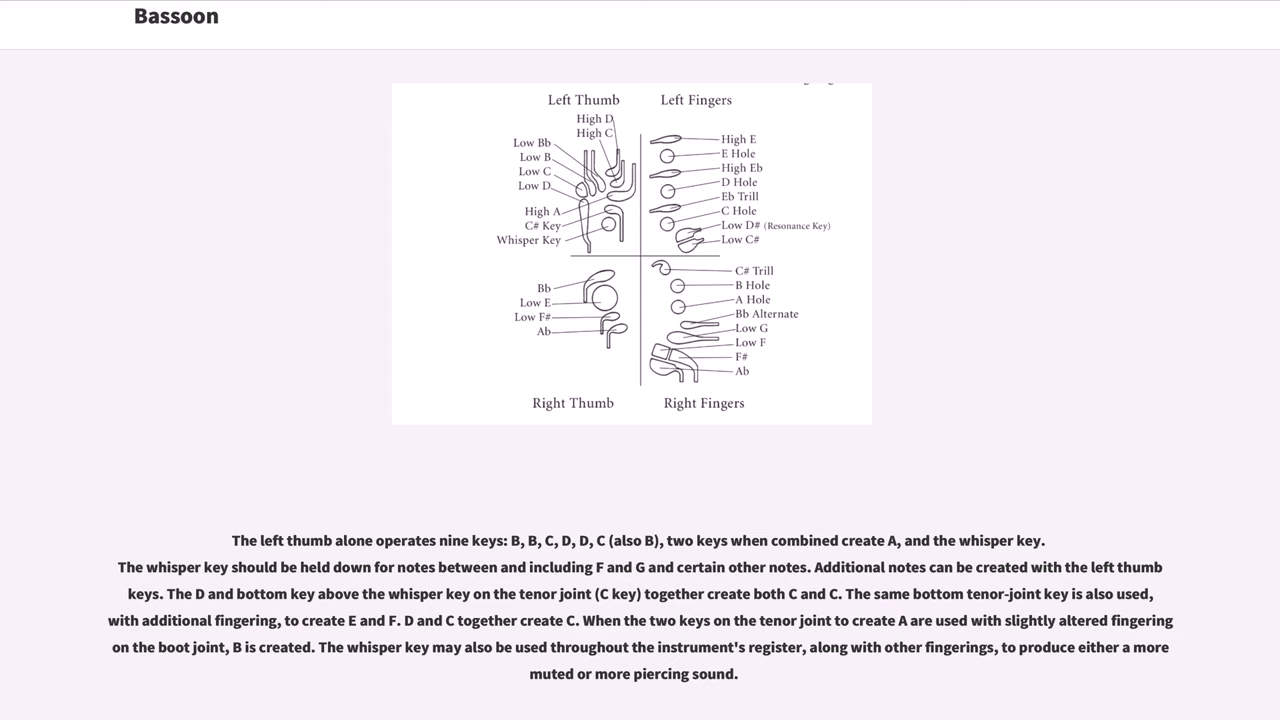 Bassoon
Left Thumb
Left Fingers
High D
High C
Low Bb
Low B
Low C
Low D
High A
C# Key
Whisper Key
High E
E Hole
High Eb
D Hole
Eb Trill
C Hole
Low D# (Resonance Key)
Low C#
Bb
Low E
Low F#
Ab
C# Trill
B Hole
A Hole
Bb Alternate
Low G
Low F
F#
Ab
Right Thumb
Right Fingers
The left thumb alone operates nine keys: B, B, C, D, D, C (also B), two keys when combined create A, and the whisper key.
The whisper key should be held down for notes between and including F and G and certain other notes. Additional notes can be created with the left thumb
keys. The D and bottom key above the whisper key on the tenor joint (C key) together create both C and C. The same bottom tenor-joint key is also used,
with additional fingering, to create E and F. D and C together create C. When the two keys on the tenor joint to create A are used with slightly altered fingering
on the boot joint, B is created. The whisper key may also be used throughout the instrument's register, along with other fingerings, to produce either a more
muted or more piercing sound.